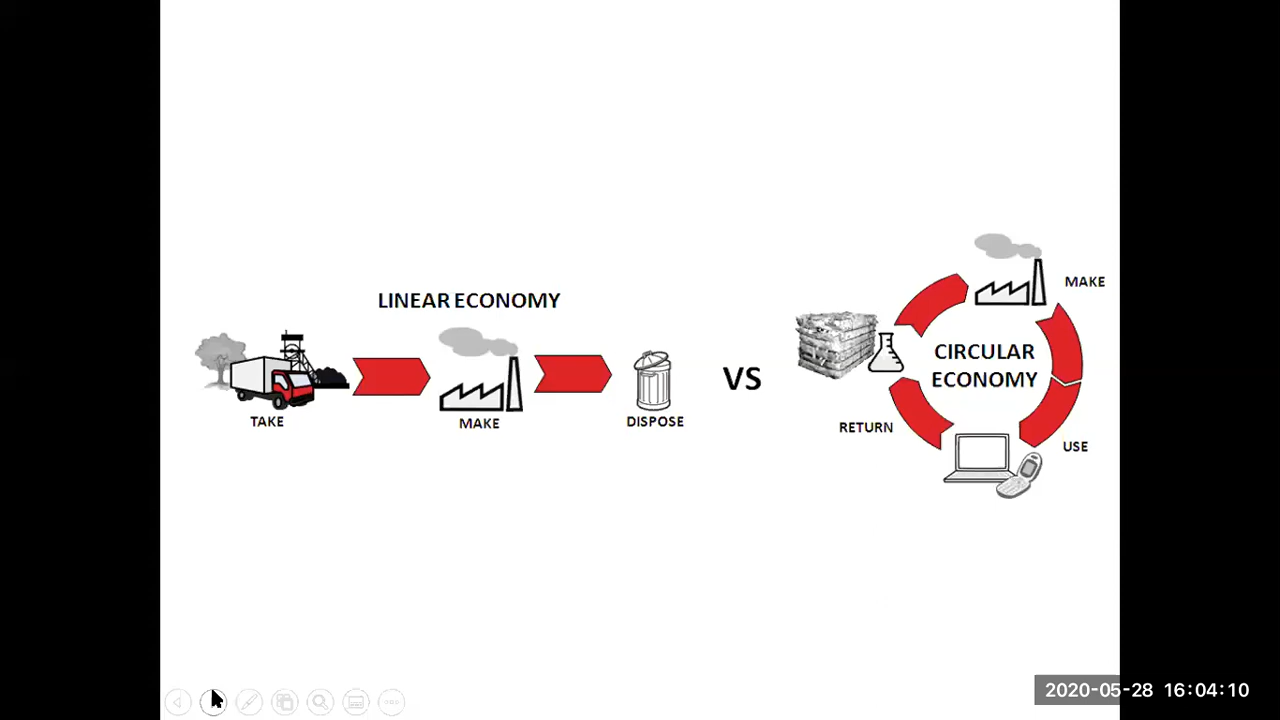 LINEAR ECONOMY
TAKE
MAKE
DISPOSE
VS
MAKE
CIRCULAR
ECONOMY
RETURN
USE
2020-05-28 16:04:10